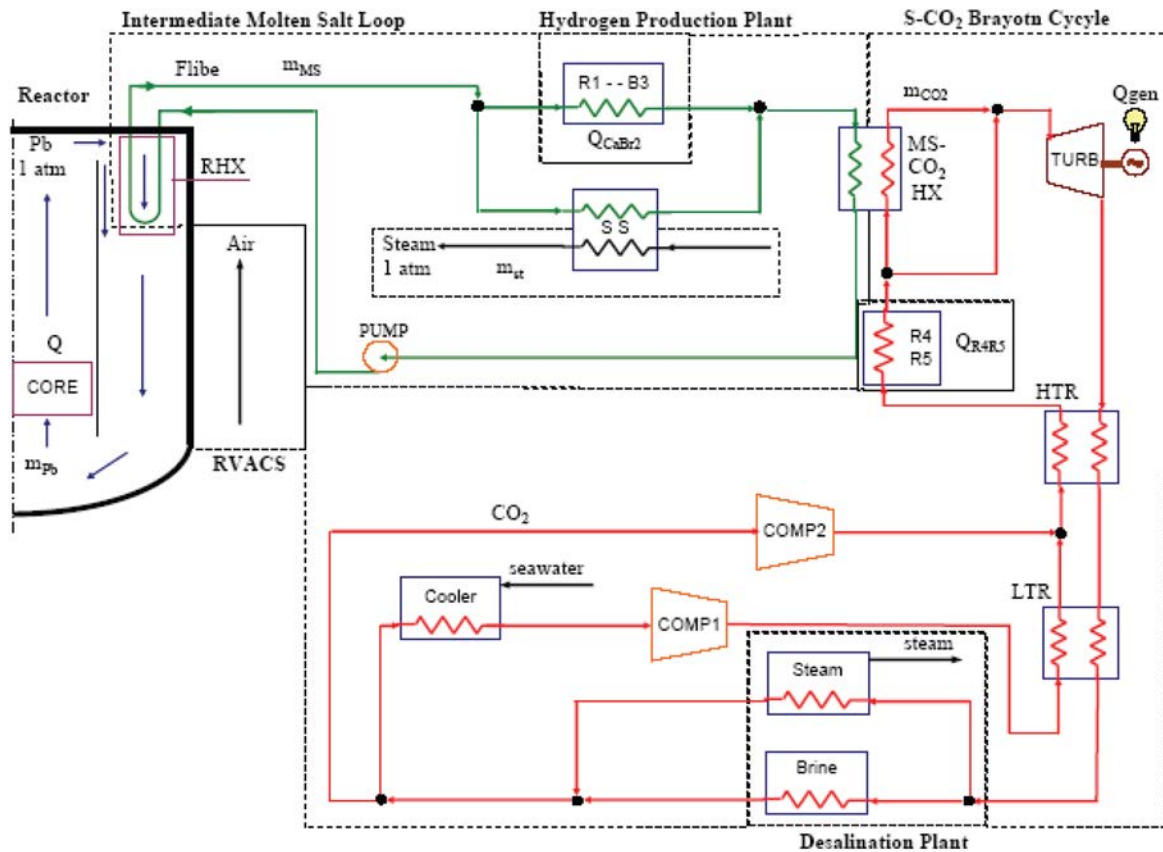 Intermediate Molten Salt Loop
Hydrogen Production Plant
S-CO2 Brayotn Cycyle
Flibe mMS
R1 - - B3
QCaBr2
mCO2
Qgen
Reactor
Pb
1 atm
RHX
MS-
CO2
HX
TURB
S S
Steam
1 atm
mst
Air
Q
PUMP
R4
R5
QR4R5
CORE
HTR
mPb
RVACS
CO2
COMP2
seawater
Cooler
COMP1
LTR
steam
Steam
Brine
Desalination Plant